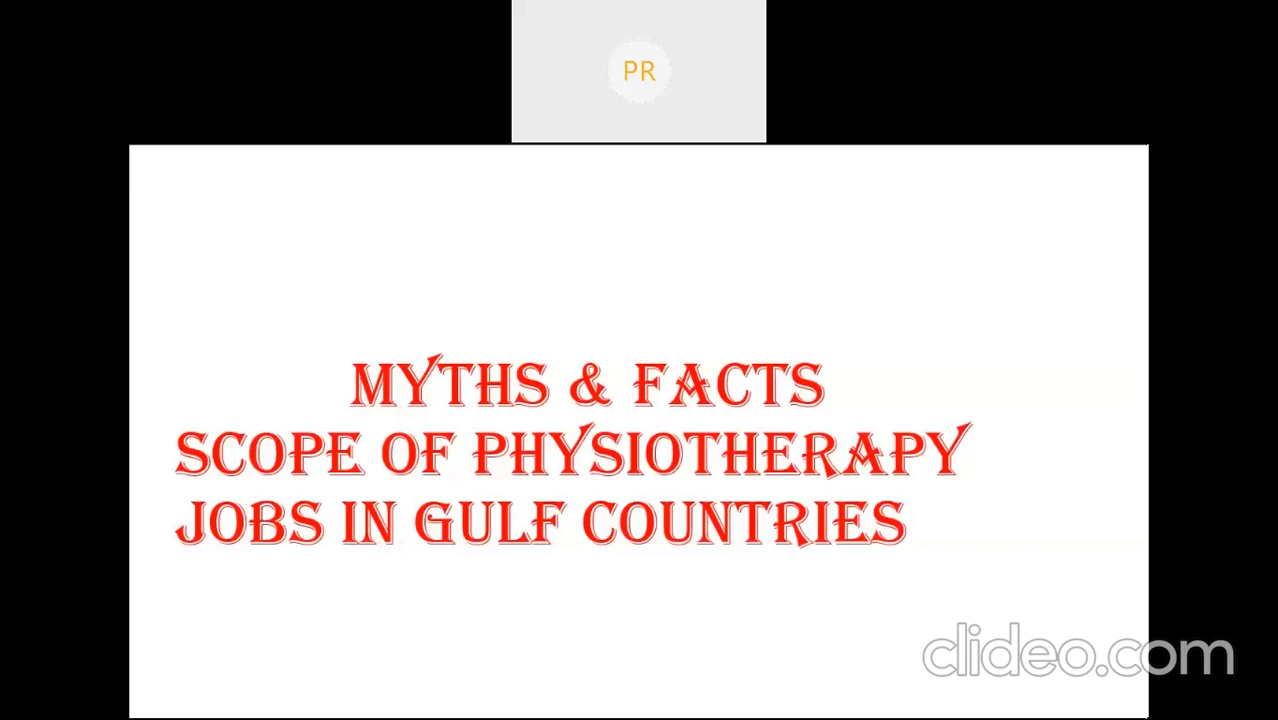 PR
MYTHS & FACTS
SCOPE OF PHYSIOTHERAPY
JOBS IN GULF COUNTRIES
clideo.com